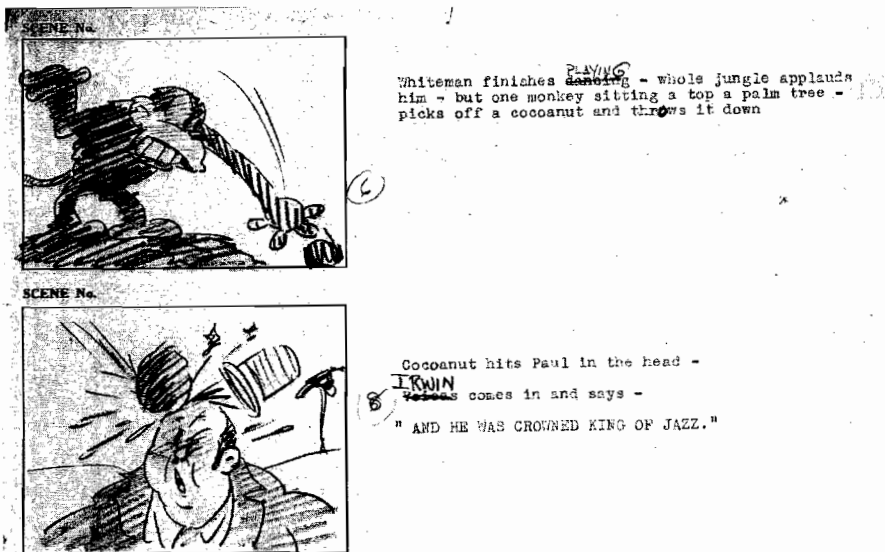 SCENE No.
PLAYING
Whiteman finishes dancing - whole jungle applauds
him - but one monkey sitting a top a palm tree -
picks off a cocoanut and throws it down
6
SCENE No.
Cocoanut hits Paul in the head -
IRWIN
comes in and says -
8
" AND HE WAS CROWNED KING OF JAZZ."